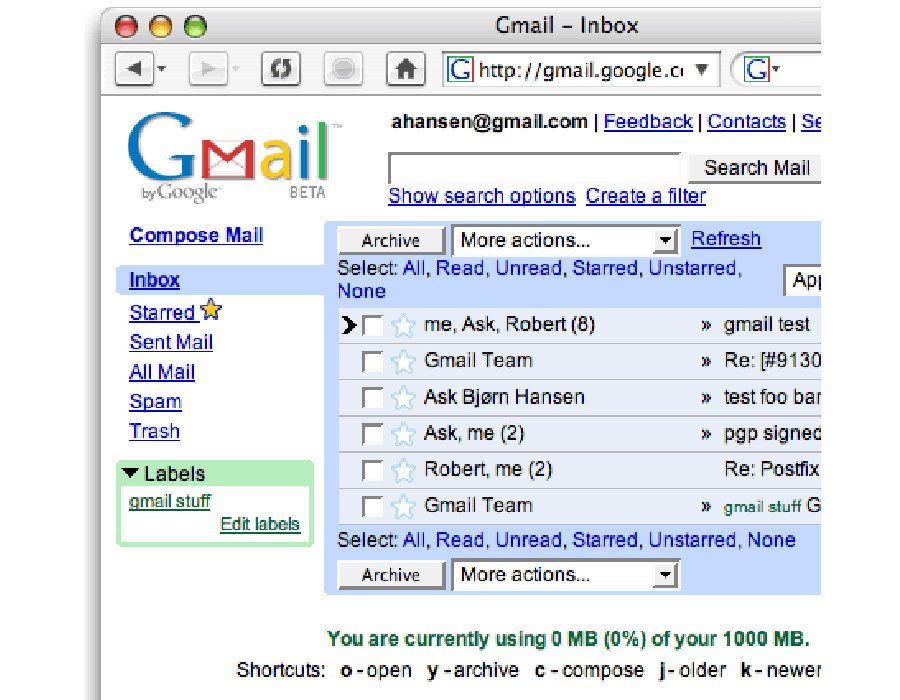 Gmail – Inbox
http://gmail.google.c
Gmail™
by Google BETA
ahansen@gmail.com | Feedback | Contacts | Se
Search Mail
Show search options Create a filter
Compose Mail
Archive More actions... Refresh
Select: All, Read, Unread, Starred, Unstarred,
None
App
Inbox
Starred
Sent Mail
All Mail
Spam
Trash
Labels
gmail stuff
Edit labels
me, Ask, Robert (8) » gmail test
Gmail Team » Re: [#9130
Ask Bjørn Hansen » test foo bar
Ask, me (2) » pgp signed
Robert, me (2) Re: Postfix
Gmail Team » gmail stuff G
Select: All, Read, Unread, Starred, Unstarred, None
Archive More actions...
You are currently using 0 MB (0%) of your 1000 MB.
Shortcuts: o - open y - archive c - compose j - older k - newer